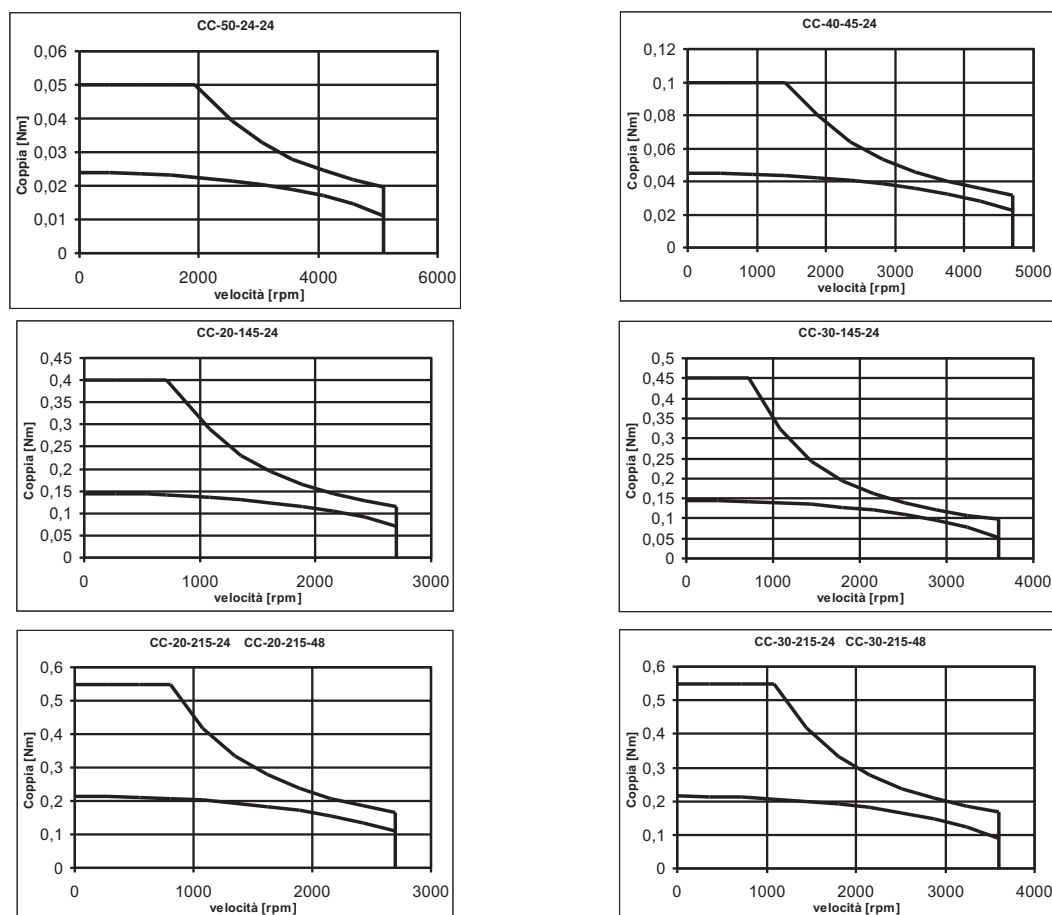 CC-50-24-24
0,06
0,05
0,04
0,03
0,02
0,01
0
Coppia [Nm]
0 2000 4000 6000
velocità [rpm]
CC-40-45-24
0,12
0,1
0,08
0,06
0,04
0,02
0
Coppia [Nm]
0 1000 2000 3000 4000 5000
velocità [rpm]
CC-20-145-24
0,45
0,4
0,35
0,3
0,25
0,2
0,15
0,1
0,05
0
Coppia [Nm]
0 1000 2000 3000
velocità [rpm]
CC-30-145-24
0,5
0,45
0,4
0,35
0,3
0,25
0,2
0,15
0,1
0,05
0
Coppia [Nm]
0 1000 2000 3000 4000
velocità [rpm]
CC-20-215-24 CC-20-215-48
0,6
0,5
0,4
0,3
0,2
0,1
0
Coppia [Nm]
0 1000 2000 3000
velocità [rpm]
CC-30-215-24 CC-30-215-48
0,6
0,5
0,4
0,3
0,2
0,1
0
Coppia [Nm]
0 1000 2000 3000 4000
velocità [rpm]